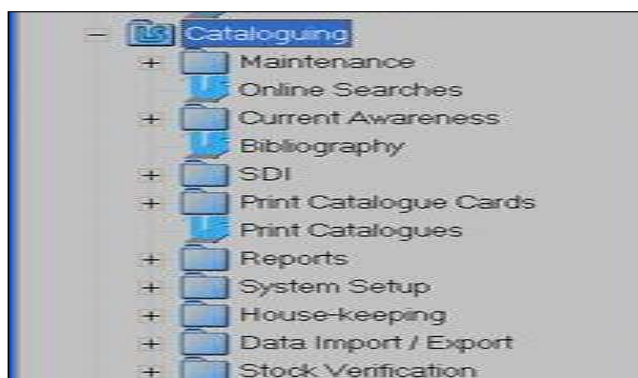 Cataloguing
Maintenance
Online Searches
Current Awareness
Bibliography
SDI
Print Catalogue Cards
Print Catalogues
Reports
System Setup
House-keeping
Data Import / Export
Stock Verification